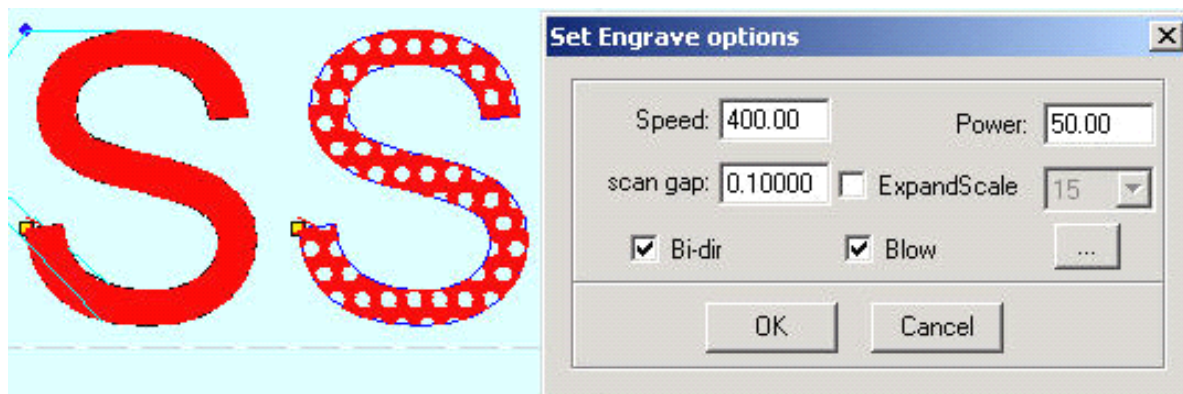 S S
Set Engrave options
Speed: 400.00 Power: 50.00
scan gap: 0.10000 ExpandScale 15
Bi-dir Blow ...
OK Cancel